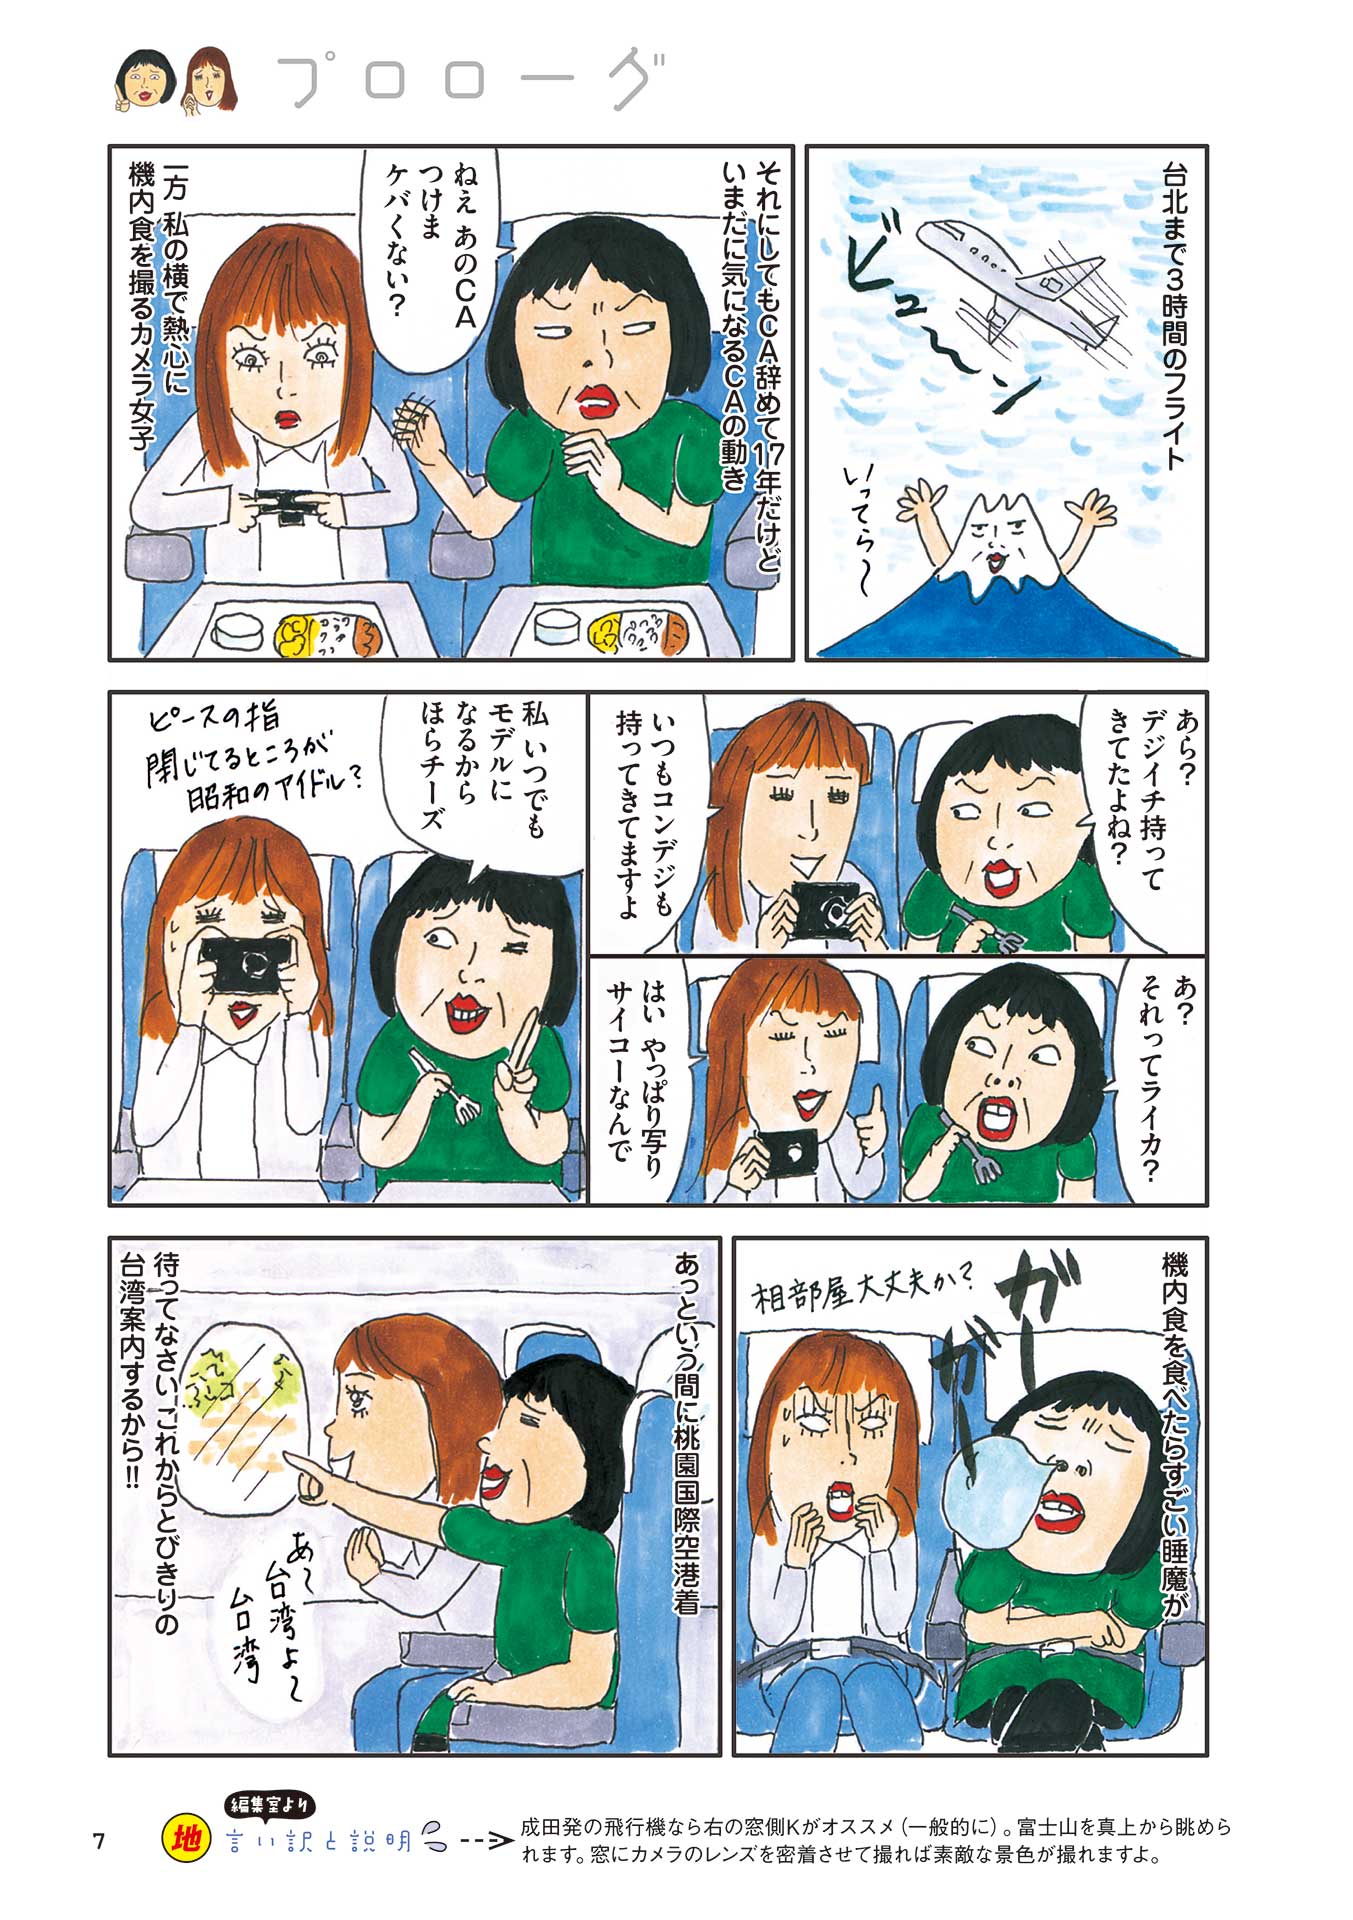 プロローグ
台北まで3時間のフライト
ビューーン
いってら〜
それにしてもCA辞めて17年だけど
いまだに気になるCAの動き
ねえ あのCA
つけま
ケバくない？
一方 私の横で熱心に
機内食を撮るカメラ女子
あら？
デジイチ持って
きてたよね？
いつもコンデジも
持ってきてますよ
あ？
それってライカ？
はい やっぱり写り
サイコーなんで
私 いつでも
モデルに
なるから
ほらチーズ
ピースの指
閉じてるところが
昭和のアイドル？
機内食を食べたらすごい睡魔が
ガー
ガー
相部屋大丈夫か？
あっという間に桃園国際空港着
あ〜台湾よ〜
台湾
待ってなさい、これからとびきりの
台湾案内するから!!
7
地
編集室より
言い訳と説明
成田発の飛行機なら右の窓側Kがオススメ（一般的に）。富士山を真上から眺めら
れます。窓にカメラのレンズを密着させて撮れば素敵な景色が撮れますよ。